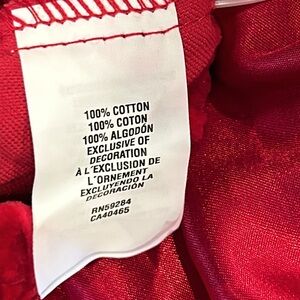 100% COTTON
100% COTON
100% ALGODÓN
EXCLUSIVE OF
DECORATION
À L'EXCLUSION DE
L'ORNEMENT
EXCLUYENDO LA
DECORACIÓN
RN59284
CA40465